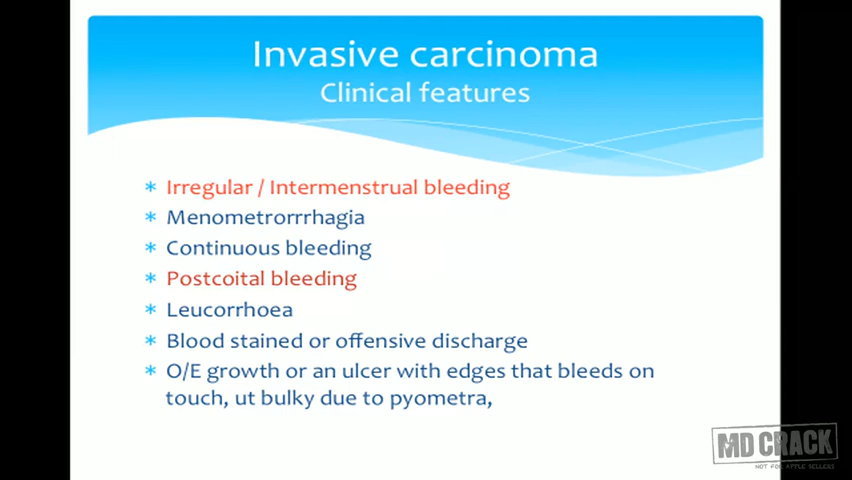 Invasive carcinoma
Clinical features
* Irregular / Intermenstrual bleeding
* Menometrorrrhagia
* Continuous bleeding
* Postcoital bleeding
* Leucorrhoea
* Blood stained or offensive discharge
* O/E growth or an ulcer with edges that bleeds on
touch, ut bulky due to pyometra,
MD CRACK
NOT FOR APPLE SELLERS